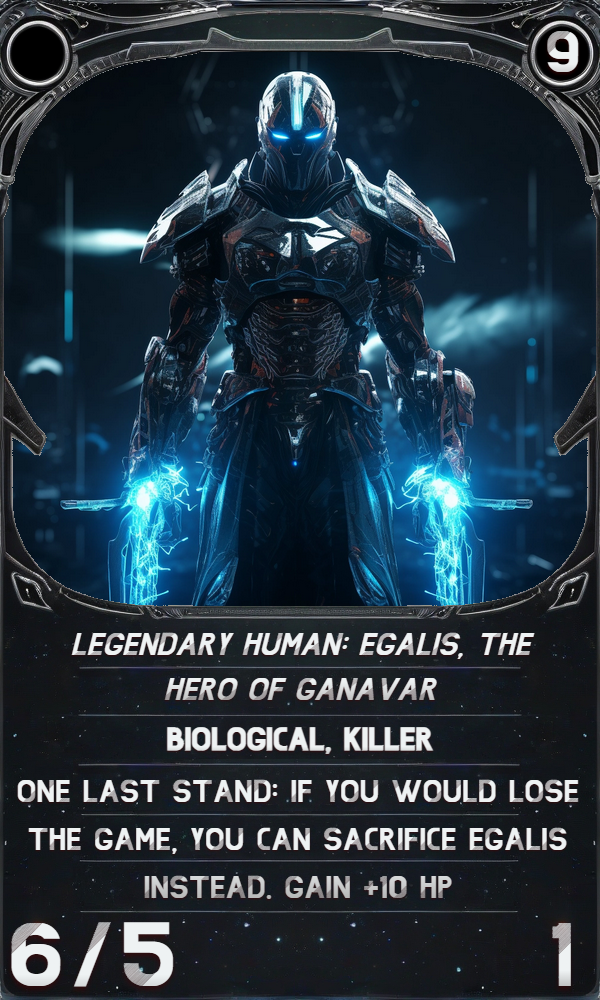 9
LEGENDARY HUMAN: EGALIS, THE
HERO OF GANAVAR
BIOLOGICAL, KILLER
ONE LAST STAND: IF YOU WOULD LOSE
THE GAME, YOU CAN SACRIFICE EGALIS
INSTEAD. GAIN +10 HP
6/5
1